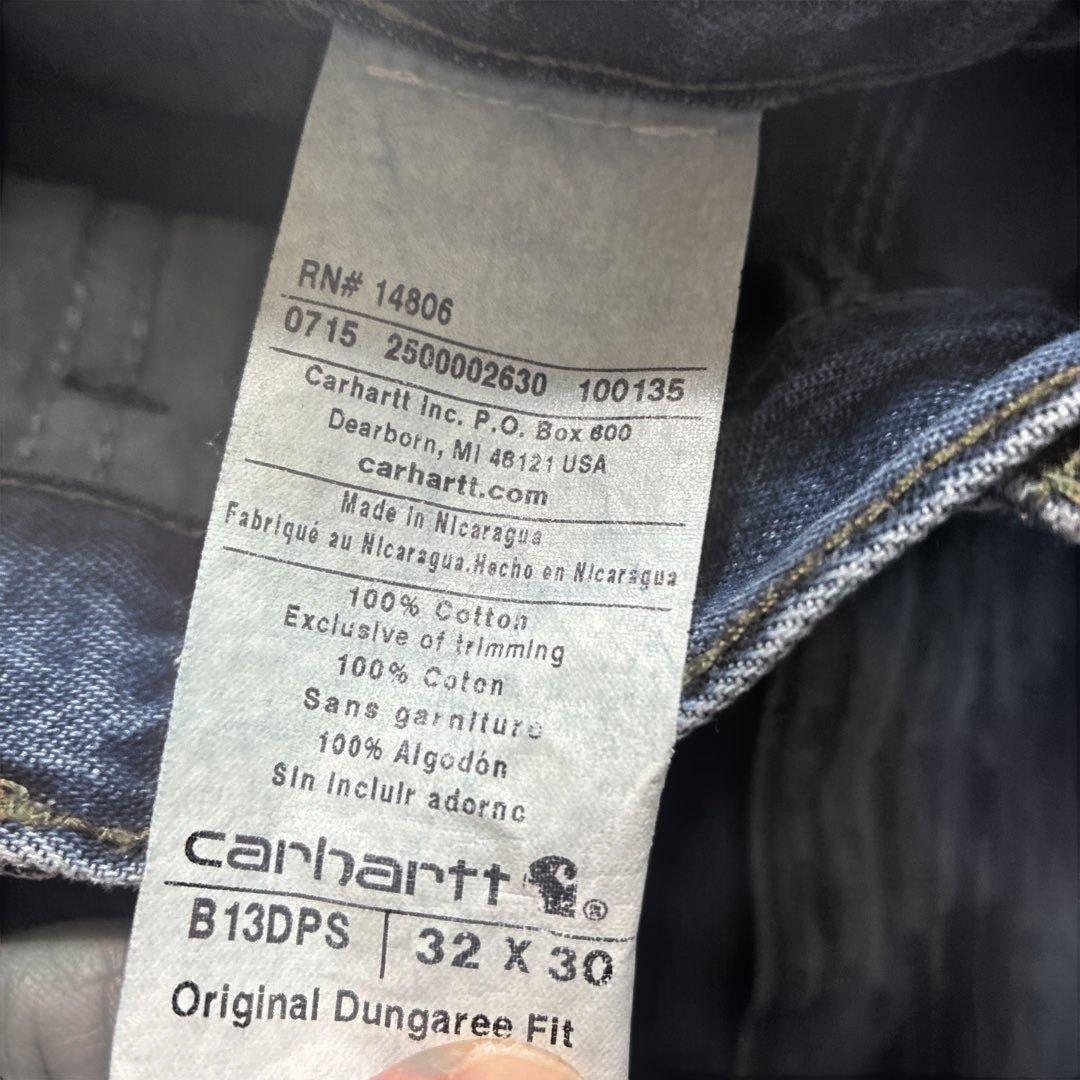 RN# 14806
0715 2500002630 100135
Carhartt Inc. P.O. Box 600
Dearborn, MI 48121 USA
carhartt.com
Made in Nicaragua
Fabriqué au Nicaragua.Hecho en Nicaragua
100% Cotton
Exclusive of trimming
100% Coton
Sans garniture
100% Algodón
Sin incluir adorno
carhartt ®
B13DPS | 32 X 30
Original Dungaree Fit